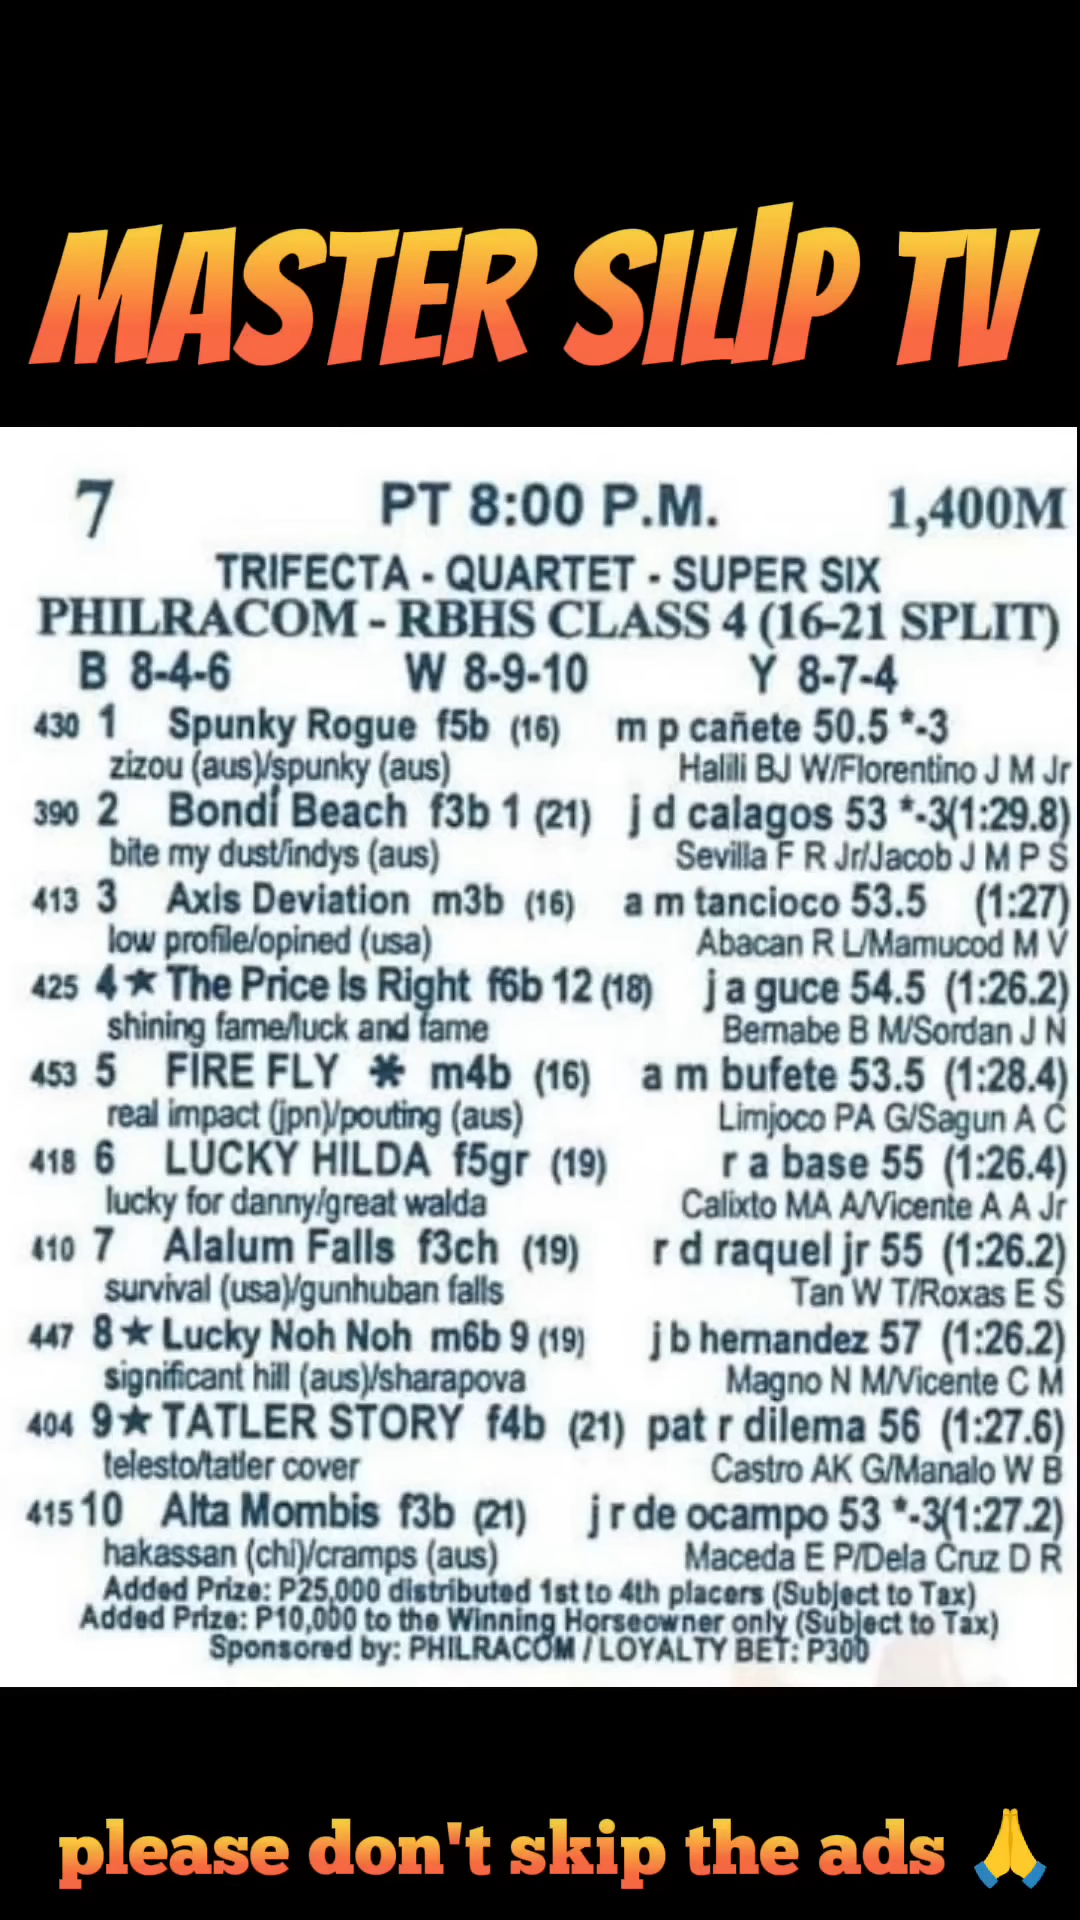 MASTER SILIP TV
7 PT 8:00 P.M. 1,400M
TRIFECTA - QUARTET - SUPER SIX
PHILRACOM - RBHS CLASS 4 (16-21 SPLIT)
B 8-4-6 W 8-9-10 Y 8-7-4
430 1 Spunky Rogue f5b (16) m p cañete 50.5 *-3
zizou (aus)/spunky (aus) Halili BJ W/Florentino J M Jr
390 2 Bondi Beach f3b 1 (21) j d calagos 53 *-3(1:29.8)
bite my dust/indys (aus) Sevilla F R Jr/Jacob J M P S
413 3 Axis Deviation m3b (16) a m tancioco 53.5 (1:27)
low profile/opined (usa) Abacan R L/Mamucod M V
425 4★ The Price Is Right f6b 12 (18) j a guce 54.5 (1:26.2)
shining fame/luck and fame Bernabe B M/Sordan J N
453 5 FIRE FLY * m4b (16) a m bufete 53.5 (1:28.4)
real impact (jpn)/pouting (aus) Limjoco PA G/Sagun A C
418 6 LUCKY HILDA f5gr (19) r a base 55 (1:26.4)
lucky for danny/great walda Calixto MA A/Vicente A A Jr
410 7 Alalum Falls f3ch (19) r d raquel jr 55 (1:26.2)
survival (usa)/gunhuban falls Tan W T/Roxas E S
447 8★ Lucky Noh Noh m6b 9 (19) j b hernandez 57 (1:26.2)
significant hill (aus)/sharapova Magno N M/Vicente C M
404 9★ TATLER STORY f4b (21) pat r dilema 56 (1:27.6)
telesto/tatler cover Castro AK G/Manalo W B
415 10 Alta Mombis f3b (21) j r de ocampo 53 *-3(1:27.2)
hakassan (chi)/cramps (aus) Maceda E P/Dela Cruz D R
Added Prize: P25,000 distributed 1st to 4th placers (Subject to Tax)
Added Prize: P10,000 to the Winning Horseowner only (Subject to Tax)
Sponsored by: PHILRACOM / LOYALTY BET: P300
please don't skip the ads 🙏